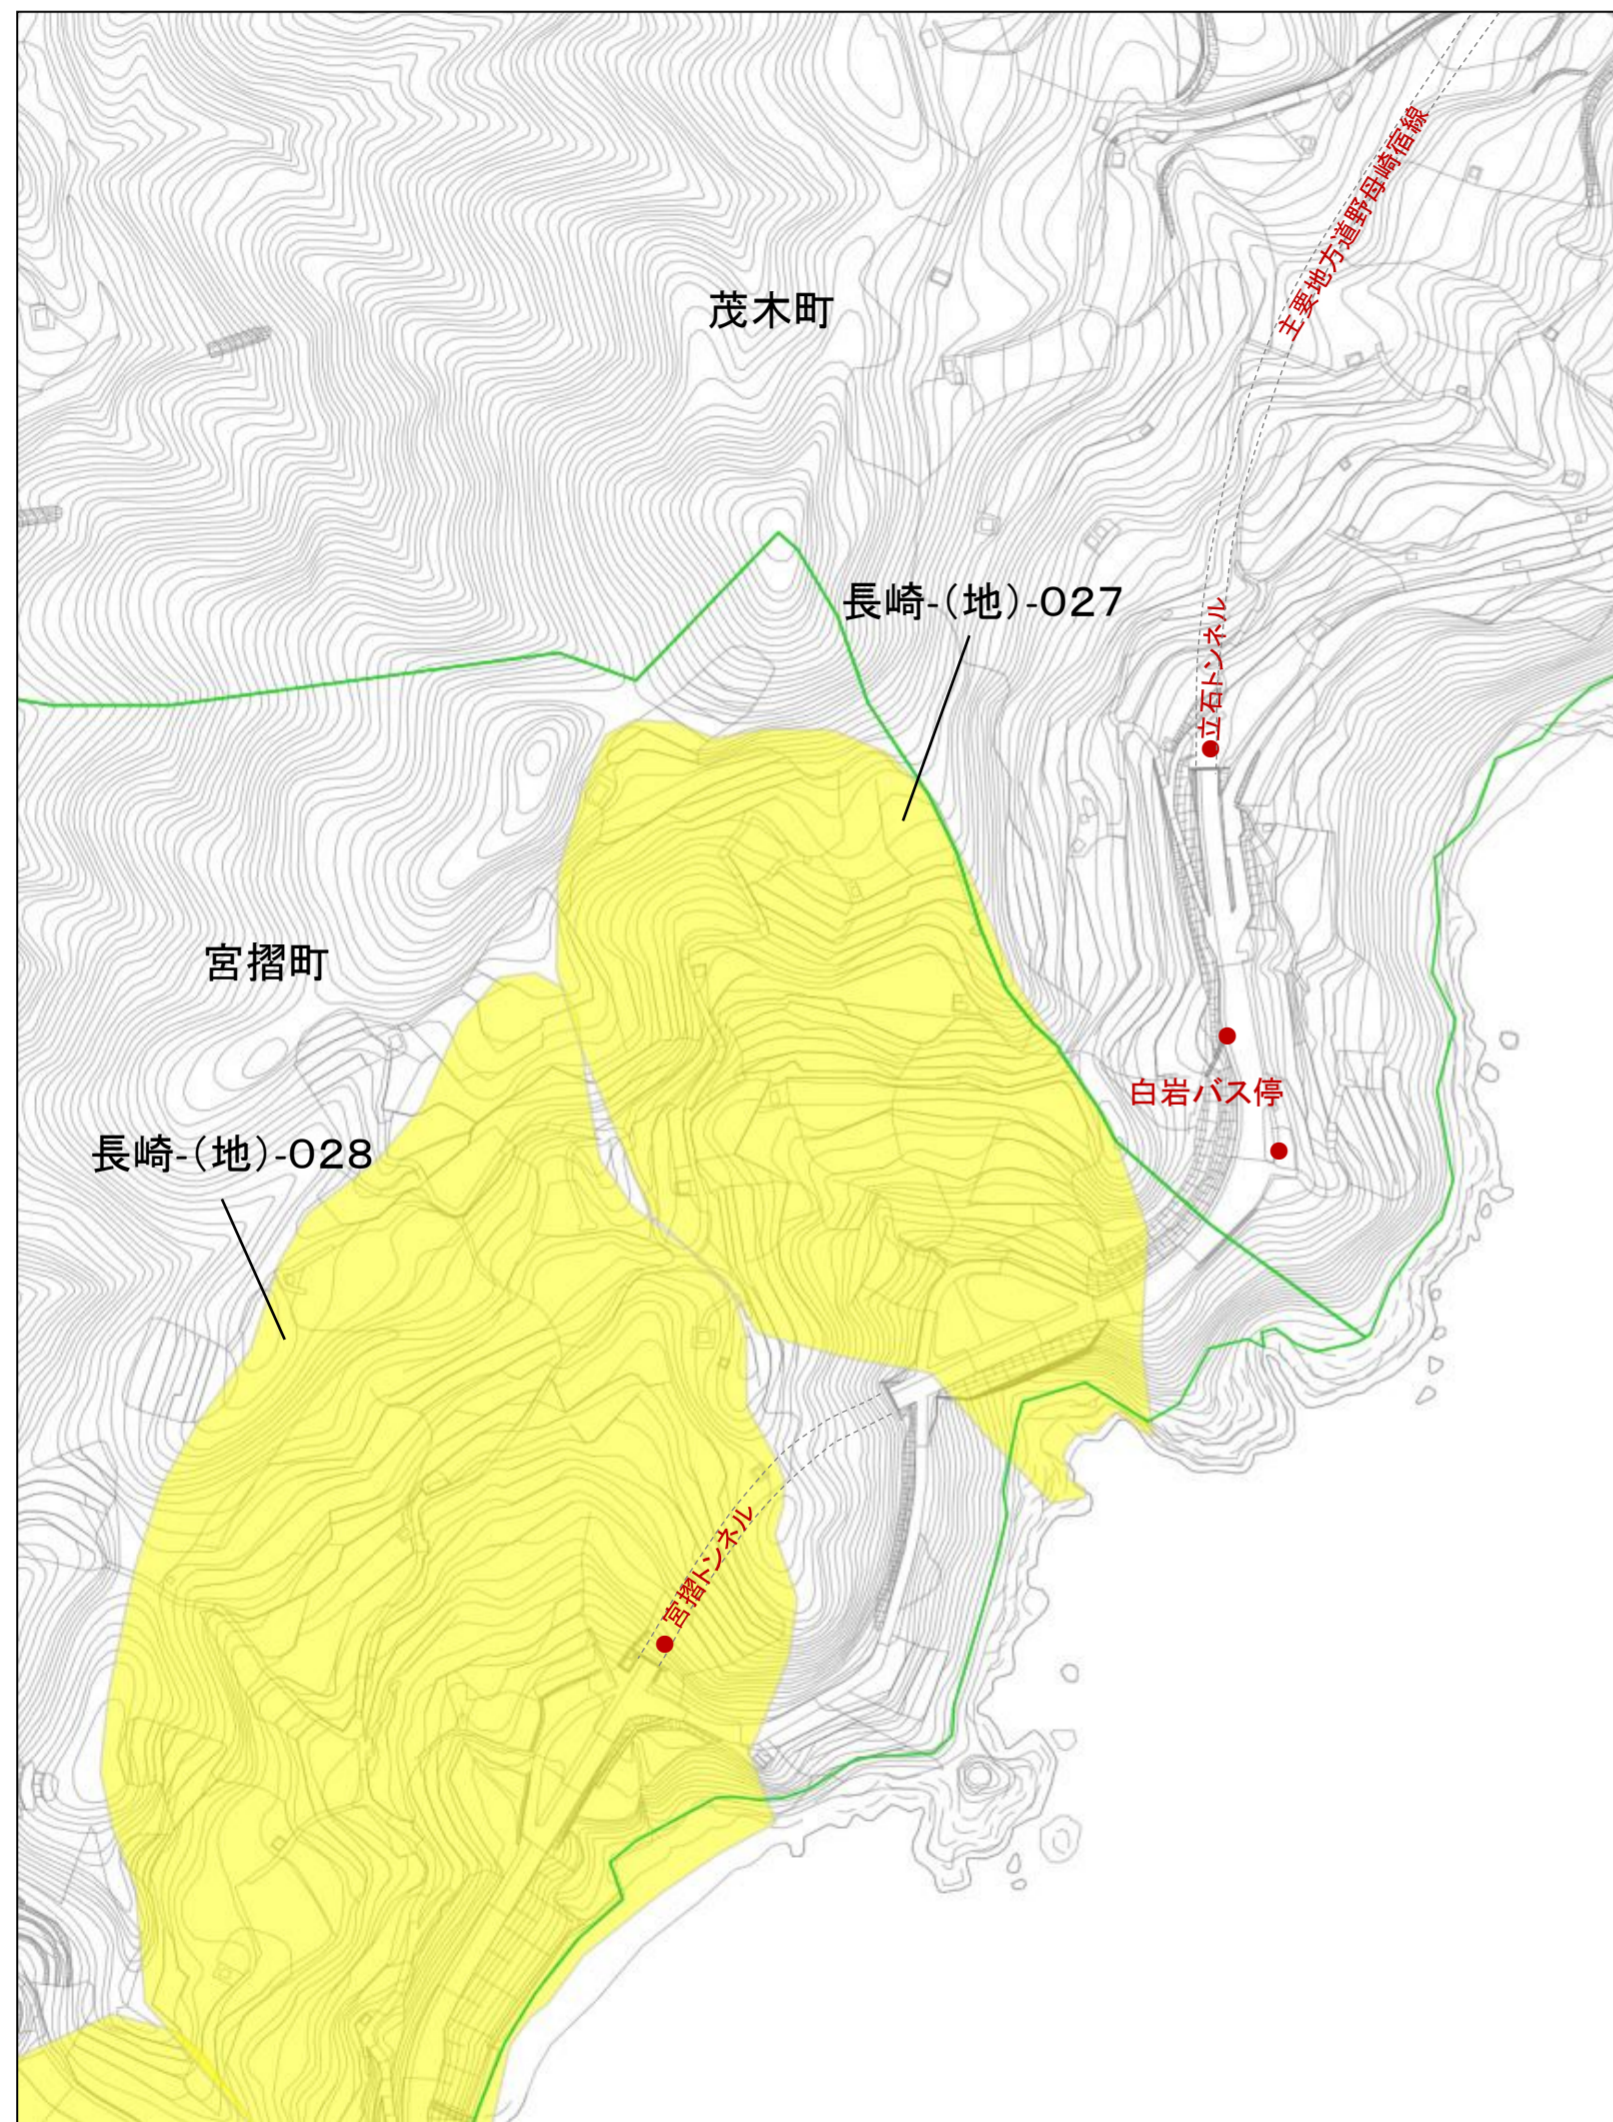 主要地方道野母崎宿線
茂木町
長崎-(地)-027
立石トンネル
宮摺町
白岩バス停
長崎-(地)-028
宮摺トンネル